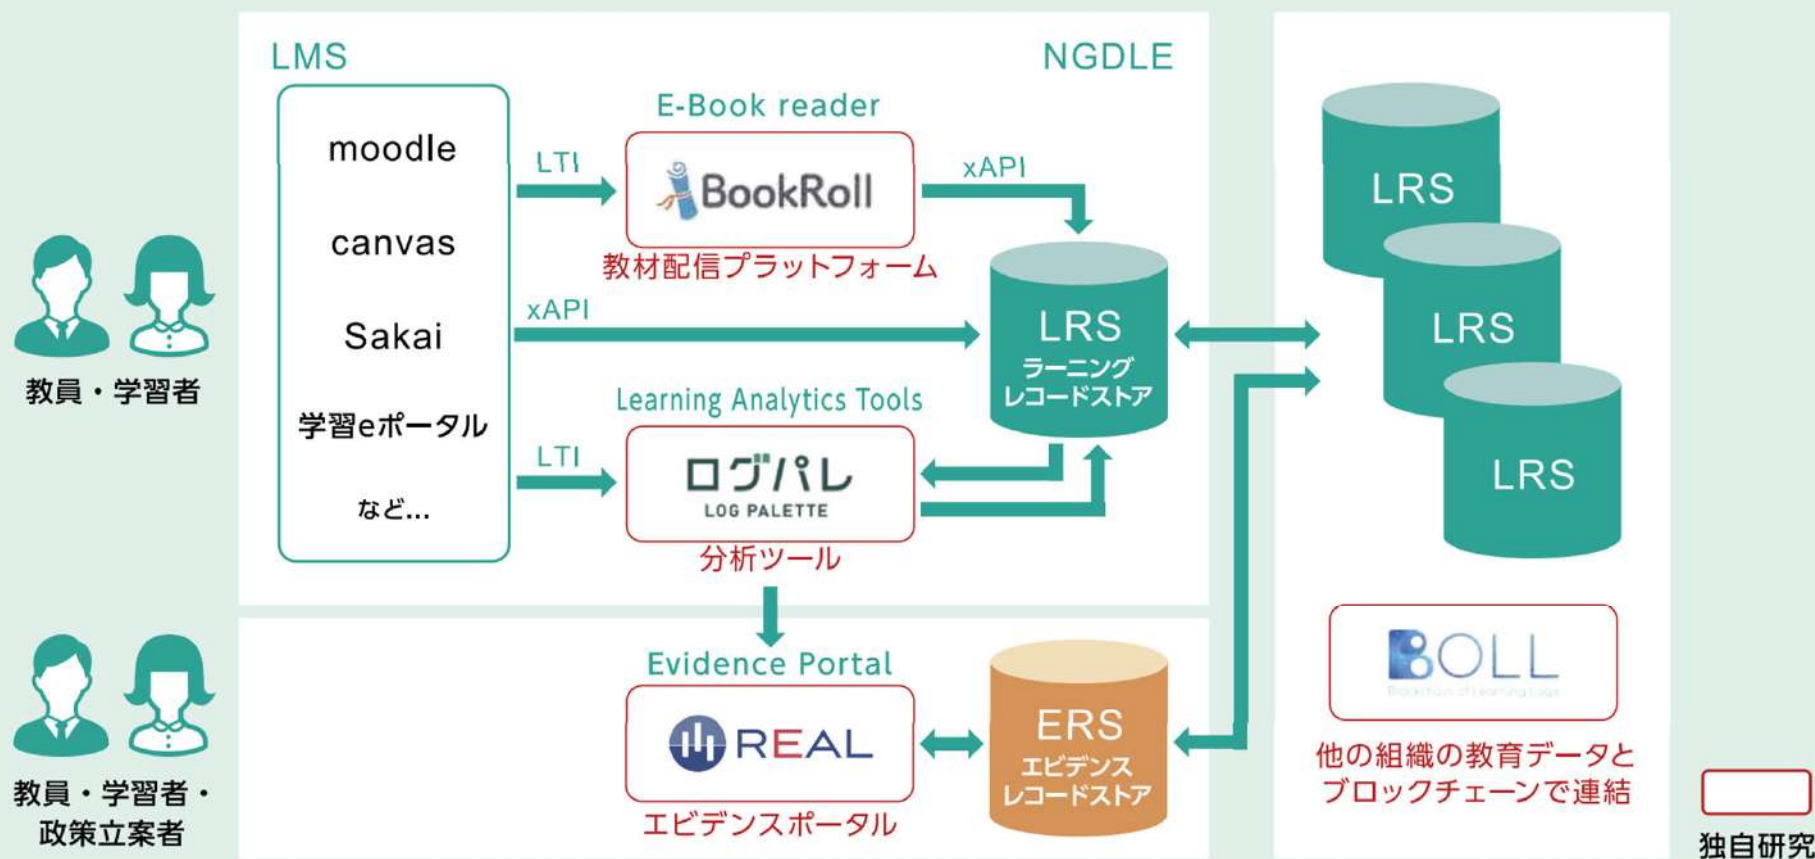 LMS
NGDLE
moodle
canvas
Sakai
学習eポータル
など...
教員・学習者
LTI
E-Book reader
BookRoll
教材配信プラットフォーム
xAPI
xAPI
LRS
ラーニング
レコードストア
LTI
Learning Analytics Tools
ログパレ
LOG PALETTE
分析ツール
教員・学習者・
政策立案者
Evidence Portal
REAL
エビデンスポータル
ERS
エビデンス
レコードストア
LRS
LRS
LRS
BOLL
Blockchain of Learning Logs
他の組織の教育データと
ブロックチェーンで連結
独自研究